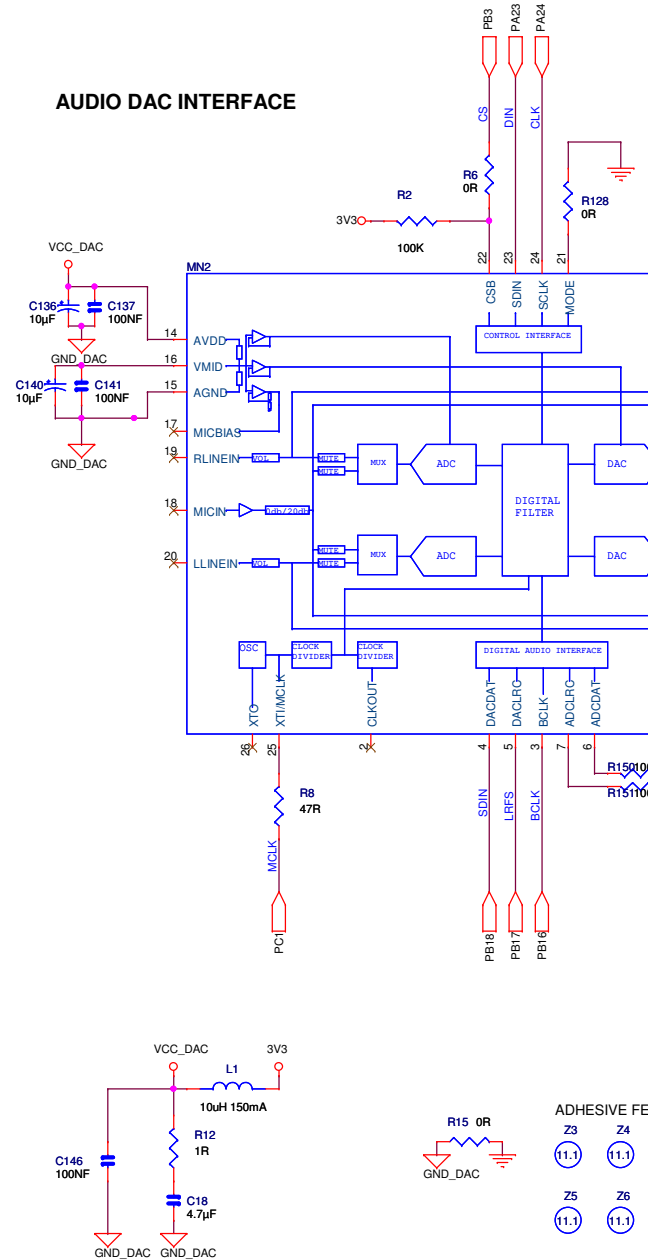 PB3
PA23
PA24
AUDIO DAC INTERFACE
CS
DIN
CLK
R6
0R
R2
R128
0R
3V3
100K
VCC_DAC
22
23
24
21
MN2
C136
10µF
C137
100NF
CSB
SDIN
SCLK
MODE
14
AVDD
CONTROL INTERFACE
GND_DAC
16
VMID
C140
10µF
C141
100NF
15
AGND
17
MICBIAS
GND_DAC
19
RLINEIN
VOL
MUTE
MUTE
MUX
ADC
DAC
18
MICIN
0db/20db
DIGITAL
FILTER
20
LLINEIN
VOL
MUTE
MUTE
MUX
ADC
DAC
OSC
CLOCK
DIVIDER
CLOCK
DIVIDER
DIGITAL AUDIO INTERFACE
XTO
XTI/MCLK
CLKOUT
DACDAT
DACLRC
BCLK
ADCLRC
ADCDAT
26
25
2
4
5
3
7
6
R150
R151
R8
47R
SDIN
LRFS
BCLK
MCLK
PC1
PB18
PB17
PB16
VCC_DAC
3V3
L1
10uH 150mA
R12
1R
C146
100NF
C18
4.7µF
GND_DAC
GND_DAC
R15 0R
GND_DAC
ADHESIVE FE
Z3
Z4
11.1
11.1
Z5
Z6
11.1
11.1